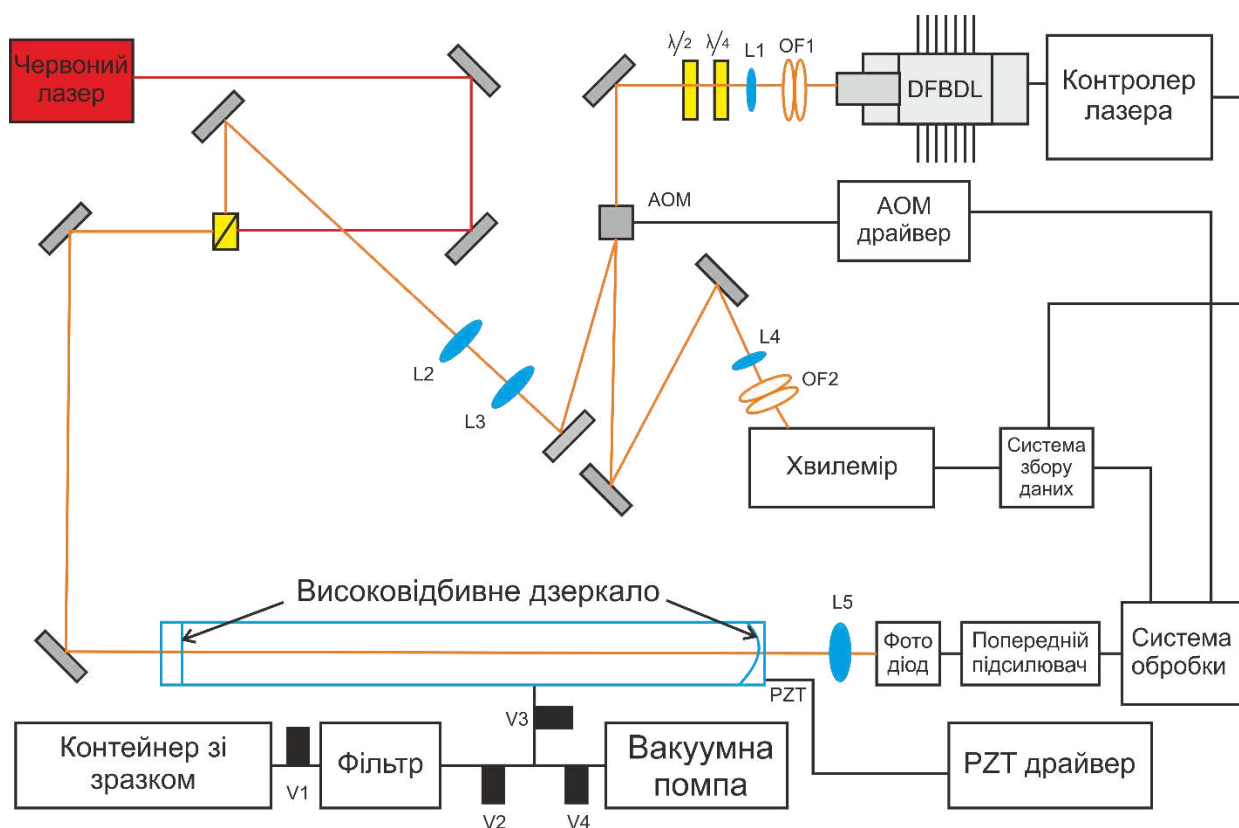 Червоний
лазер
λ/2
λ/4
L1
OF1
DFBDL
Контролер
лазера
АОМ
АОМ
драйвер
L2
L3
L4
OF2
Хвилемір
Система
збору
даних
Високовідбивне дзеркало
L5
Фото
діод
Попередній
підсилювач
Система
обробки
PZT
V3
Контейнер зі
зразком
V1
Фільтр
V2
V4
Вакуумна
помпа
PZT драйвер